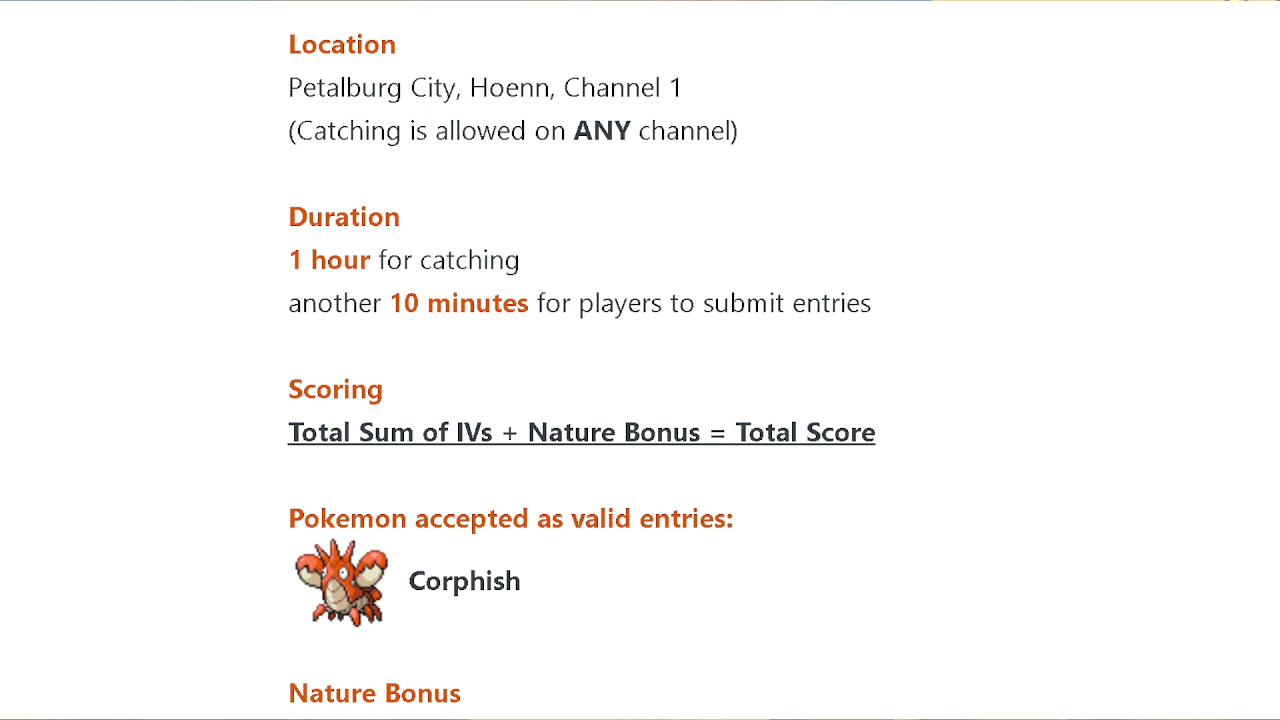 Location
Petalburg City, Hoenn, Channel 1
(Catching is allowed on ANY channel)
Duration
1 hour for catching
another 10 minutes for players to submit entries
Scoring
Total Sum of IVs + Nature Bonus = Total Score
Pokemon accepted as valid entries:
Corphish
Nature Bonus